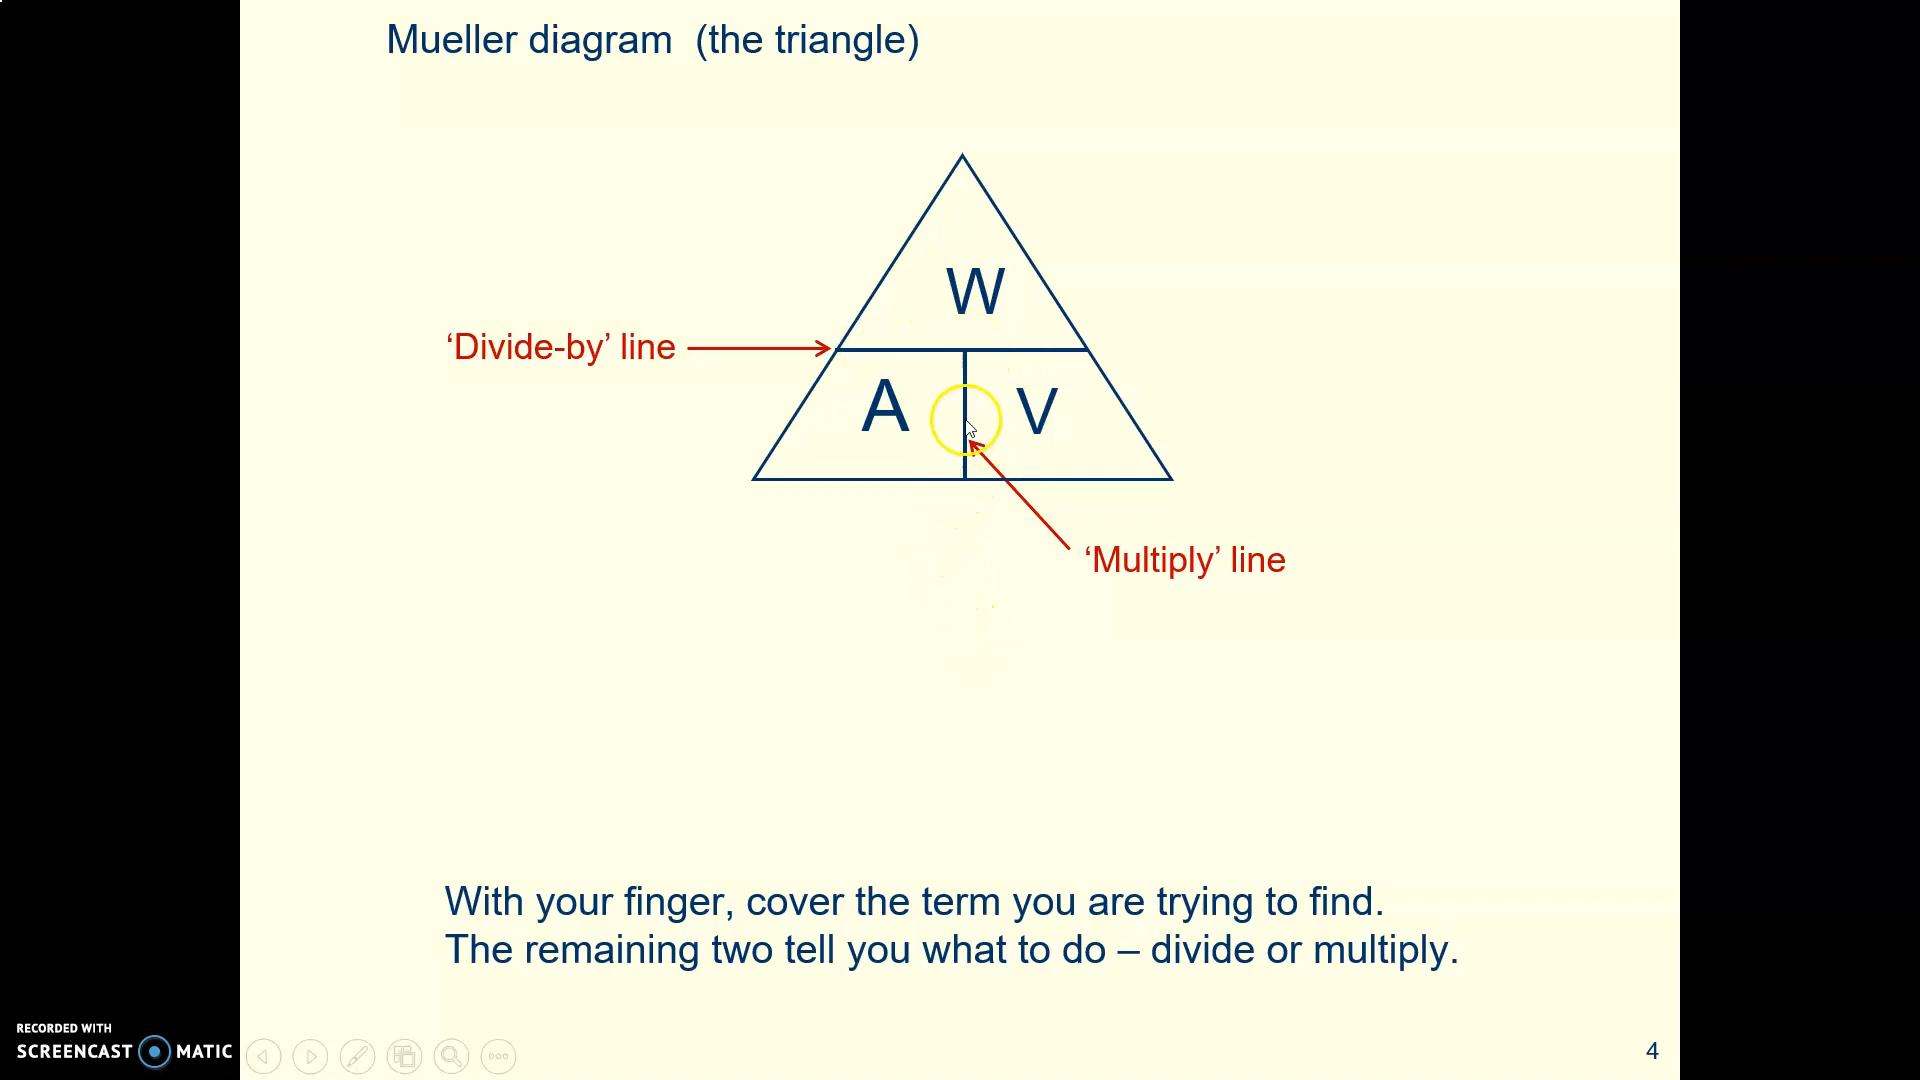 Mueller diagram (the triangle)
W
‘Divide-by’ line
A V
‘Multiply’ line
With your finger, cover the term you are trying to find.
The remaining two tell you what to do – divide or multiply.
RECORDED WITH
SCREENCAST MATIC
4